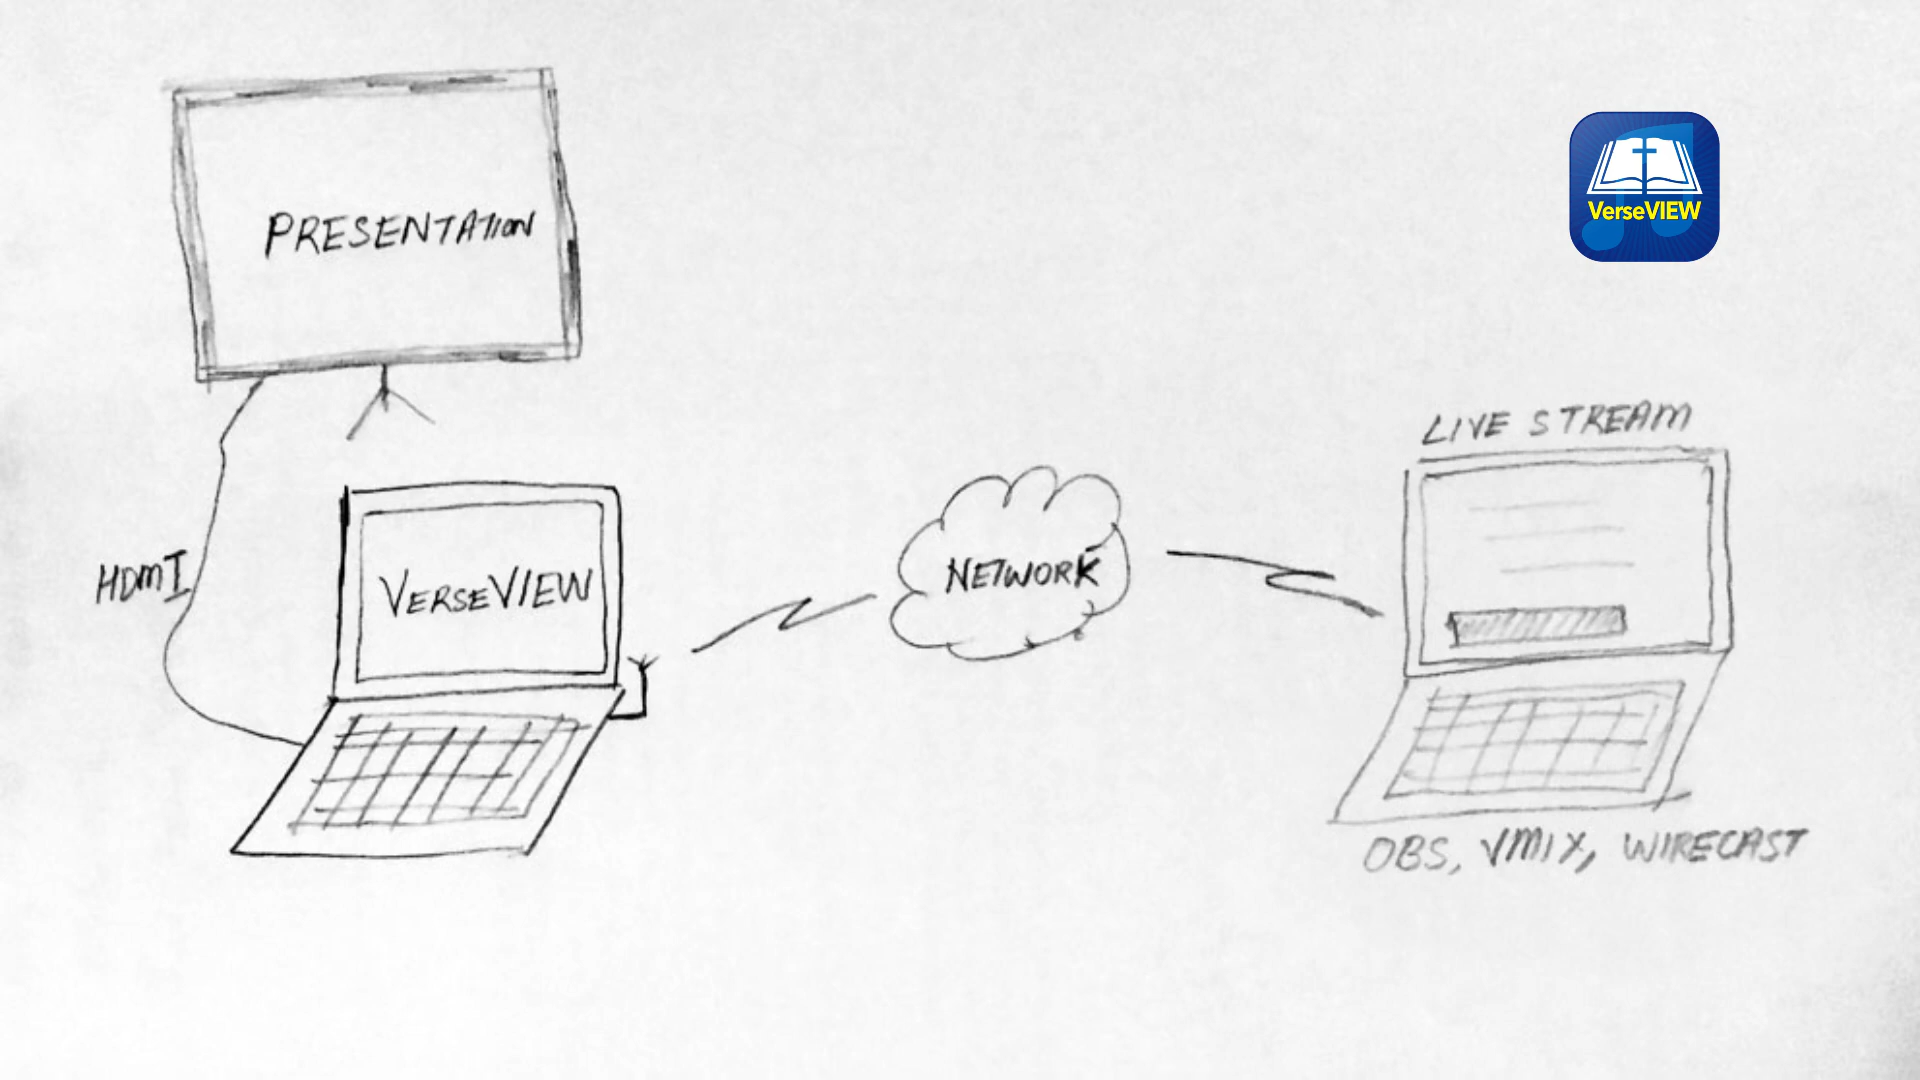 PRESENTATION
VerseVIEW
HDMI
VERSEVIEW
NETWORK
LIVE STREAM
OBS, VMIX, WIRECAST